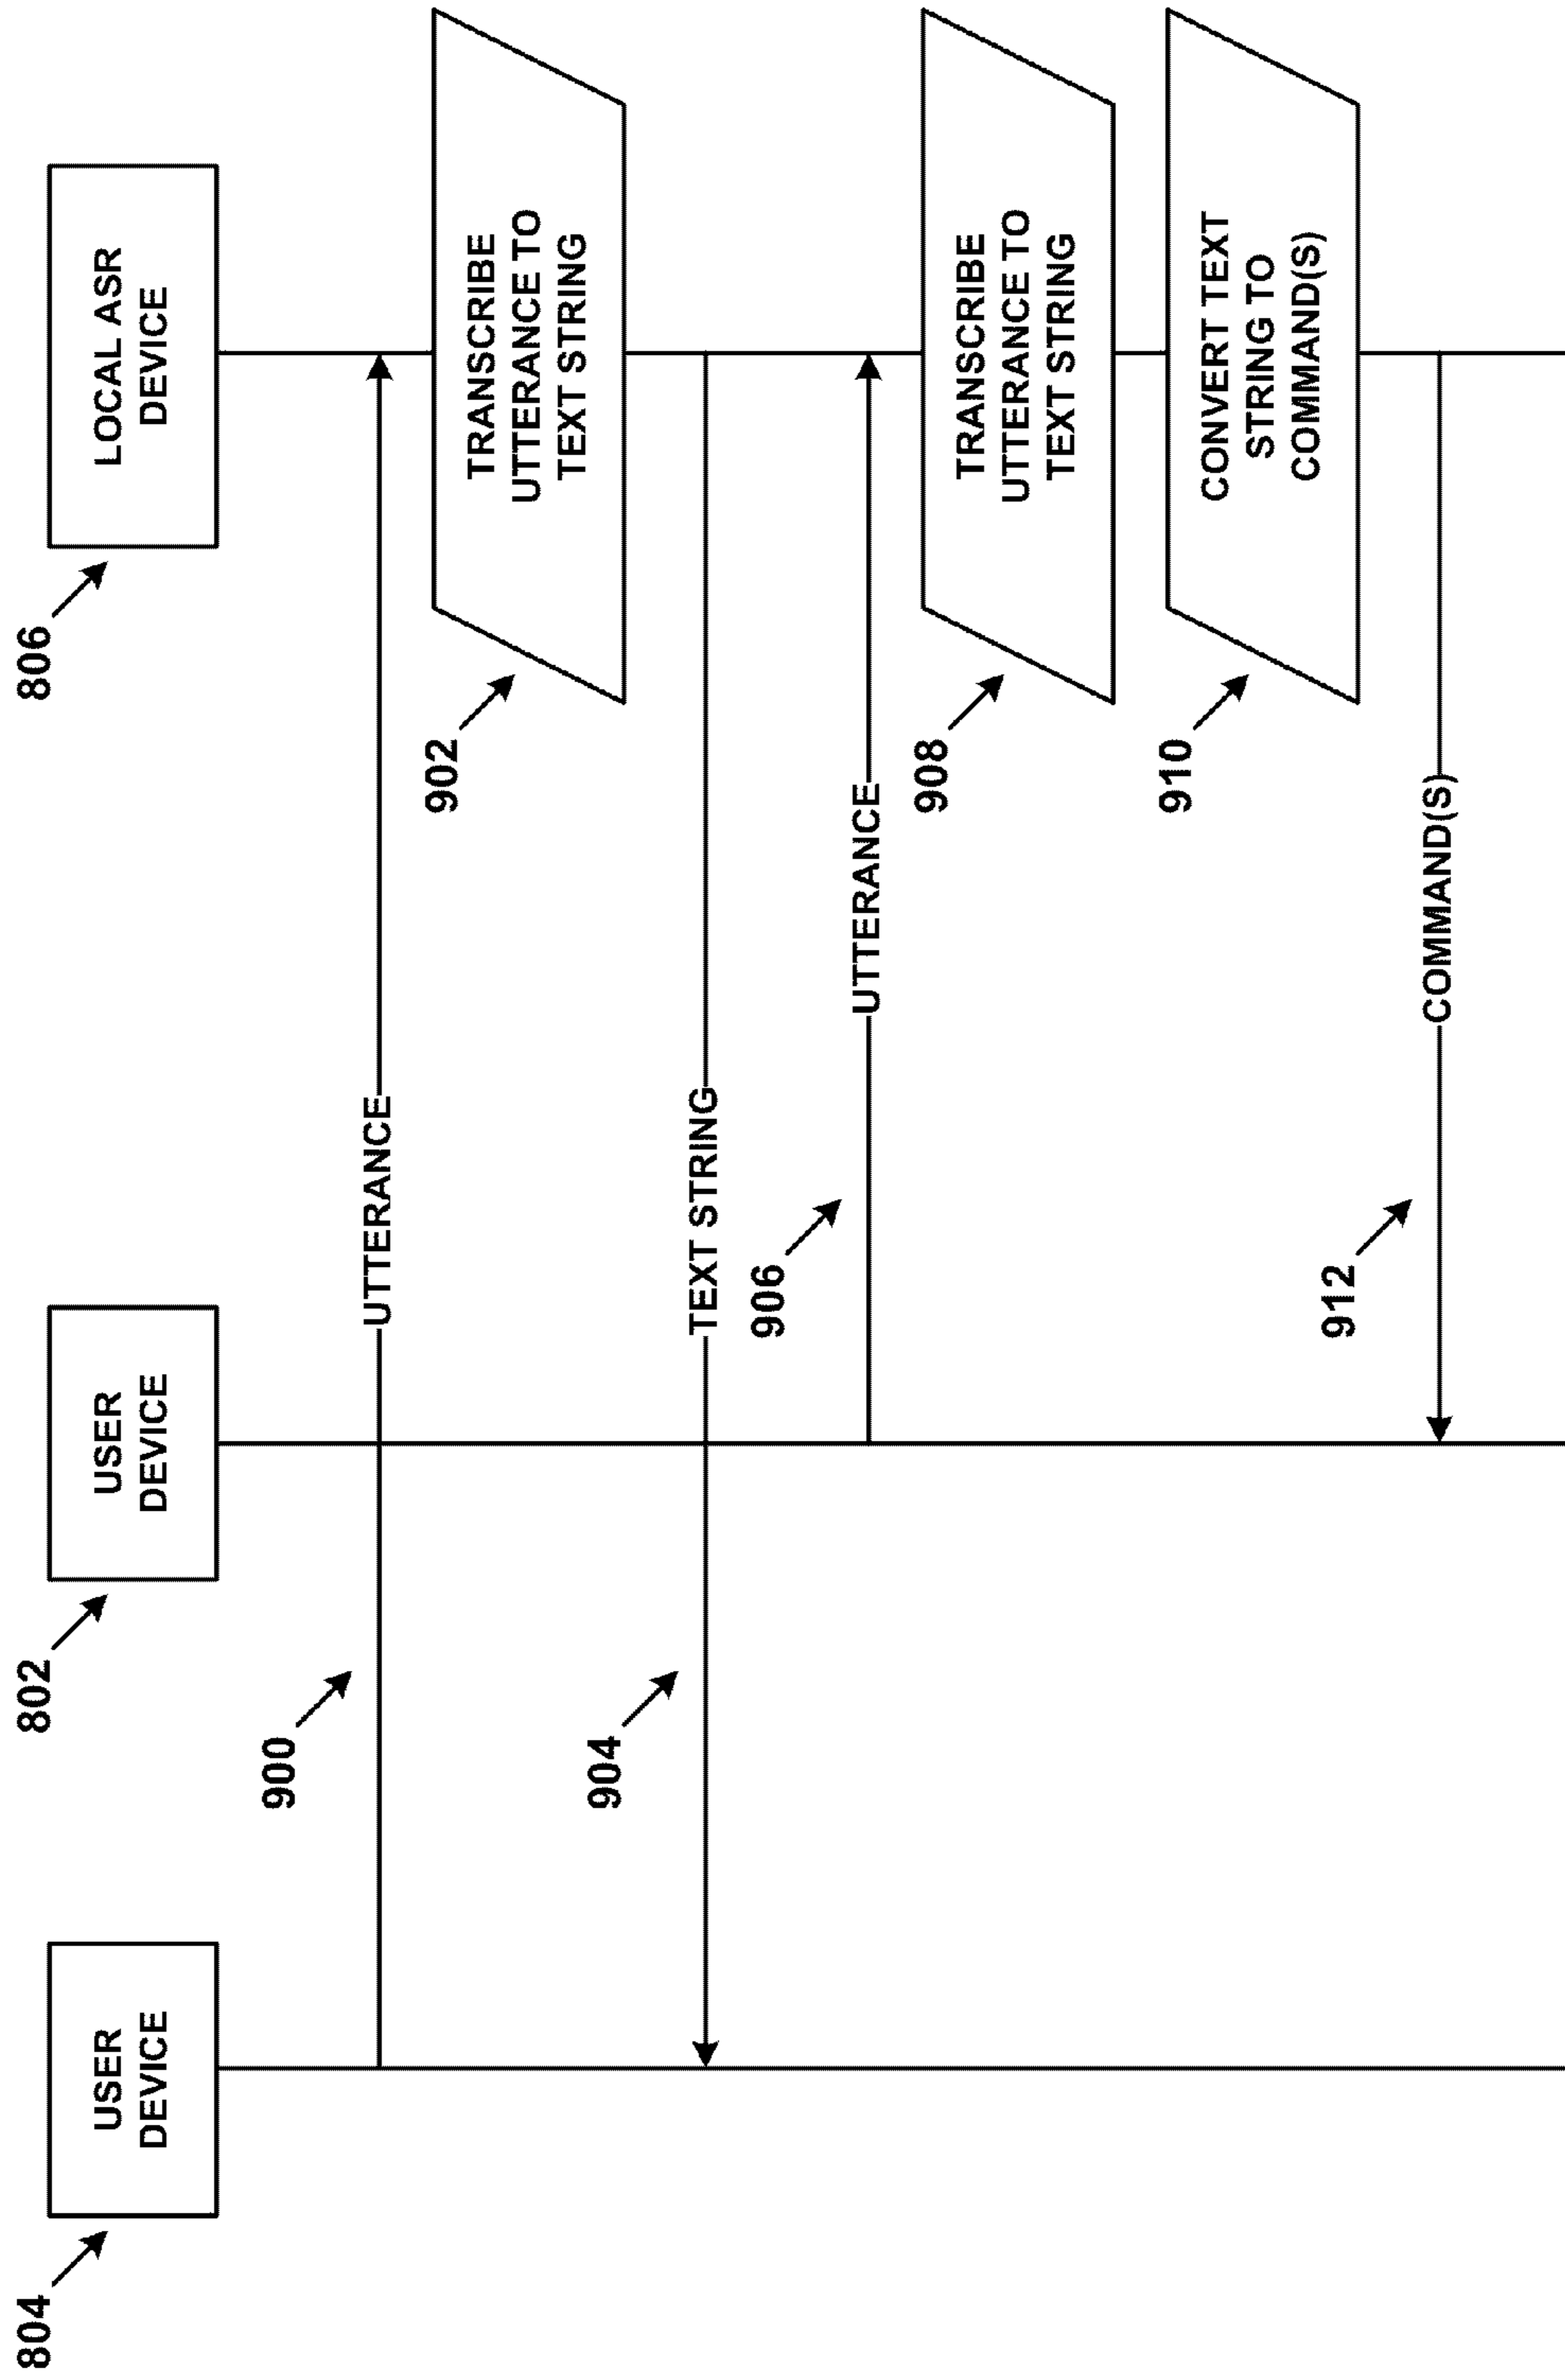 804
USER
DEVICE
802
USER
DEVICE
806
LOCAL ASR
DEVICE
900
UTTERANCE
902
TRANSCRIBE
UTTERANCE TO
TEXT STRING
904
TEXT STRING
906
UTTERANCE
908
TRANSCRIBE
UTTERANCE TO
TEXT STRING
910
CONVERT TEXT
STRING TO
COMMAND(S)
912
COMMAND(S)